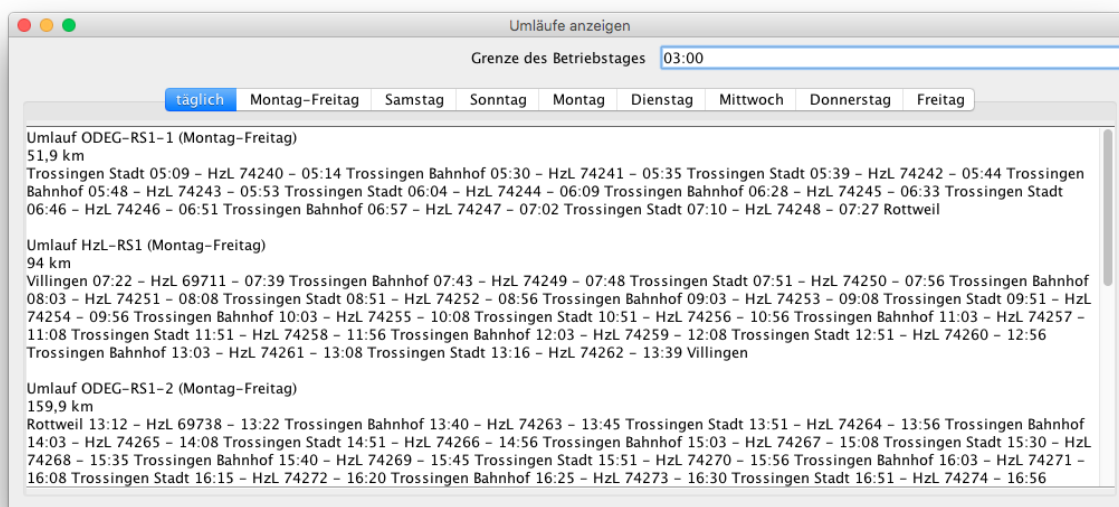 Umläufe anzeigen
Grenze des Betriebstages 03:00
täglich Montag-Freitag Samstag Sonntag Montag Dienstag Mittwoch Donnerstag Freitag
Umlauf ODEG-RS1-1 (Montag-Freitag)
51,9 km
Trossingen Stadt 05:09 – HzL 74240 – 05:14 Trossingen Bahnhof 05:30 – HzL 74241 – 05:35 Trossingen Stadt 05:39 – HzL 74242 – 05:44 Trossingen
Bahnhof 05:48 – HzL 74243 – 05:53 Trossingen Stadt 06:04 – HzL 74244 – 06:09 Trossingen Bahnhof 06:28 – HzL 74245 – 06:33 Trossingen Stadt
06:46 – HzL 74246 – 06:51 Trossingen Bahnhof 06:57 – HzL 74247 – 07:02 Trossingen Stadt 07:10 – HzL 74248 – 07:27 Rottweil
Umlauf HzL-RS1 (Montag-Freitag)
94 km
Villingen 07:22 – HzL 69711 – 07:39 Trossingen Bahnhof 07:43 – HzL 74249 – 07:48 Trossingen Stadt 07:51 – HzL 74250 – 07:56 Trossingen Bahnhof
08:03 – HzL 74251 – 08:08 Trossingen Stadt 08:51 – HzL 74252 – 08:56 Trossingen Bahnhof 09:03 – HzL 74253 – 09:08 Trossingen Stadt 09:51 – HzL
74254 – 09:56 Trossingen Bahnhof 10:03 – HzL 74255 – 10:08 Trossingen Stadt 10:51 – HzL 74256 – 10:56 Trossingen Bahnhof 11:03 – HzL 74257 –
11:08 Trossingen Stadt 11:51 – HzL 74258 – 11:56 Trossingen Bahnhof 12:03 – HzL 74259 – 12:08 Trossingen Stadt 12:51 – HzL 74260 – 12:56
Trossingen Bahnhof 13:03 – HzL 74261 – 13:08 Trossingen Stadt 13:16 – HzL 74262 – 13:39 Villingen
Umlauf ODEG-RS1-2 (Montag-Freitag)
159,9 km
Rottweil 13:12 – HzL 69738 – 13:22 Trossingen Bahnhof 13:40 – HzL 74263 – 13:45 Trossingen Stadt 13:51 – HzL 74264 – 13:56 Trossingen Bahnhof
14:03 – HzL 74265 – 14:08 Trossingen Stadt 14:51 – HzL 74266 – 14:56 Trossingen Bahnhof 15:03 – HzL 74267 – 15:08 Trossingen Stadt 15:30 – HzL
74268 – 15:35 Trossingen Bahnhof 15:40 – HzL 74269 – 15:45 Trossingen Stadt 15:51 – HzL 74270 – 15:56 Trossingen Bahnhof 16:03 – HzL 74271 –
16:08 Trossingen Stadt 16:15 – HzL 74272 – 16:20 Trossingen Bahnhof 16:25 – HzL 74273 – 16:30 Trossingen Stadt 16:51 – HzL 74274 – 16:56